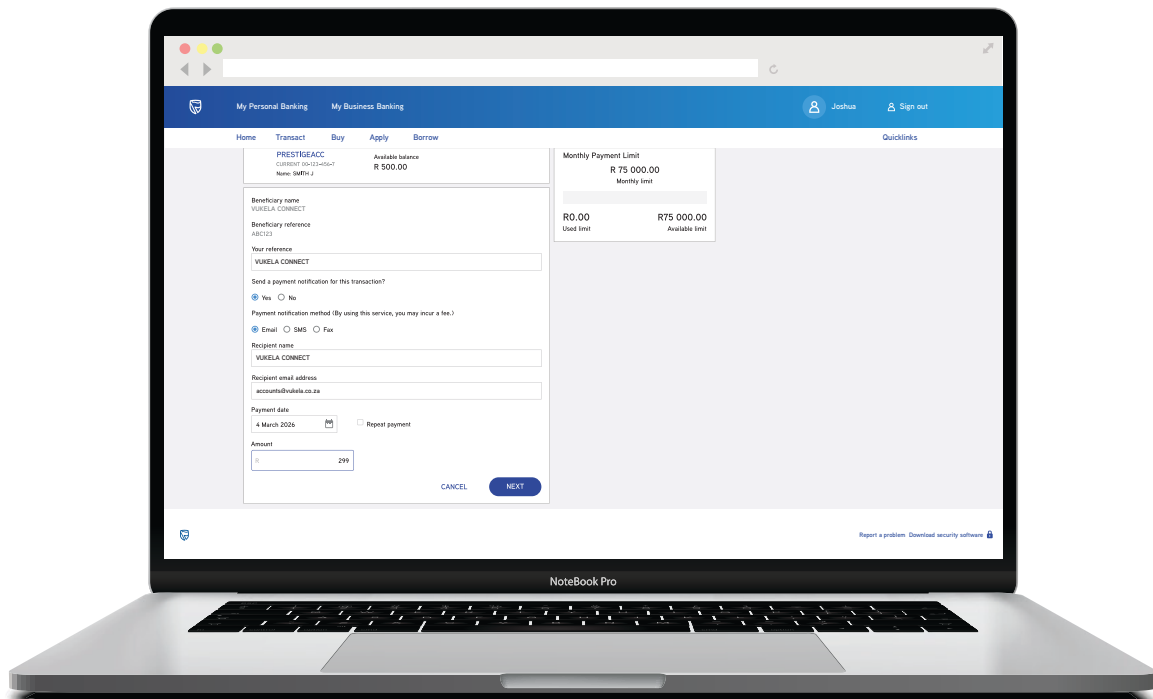 My Personal Banking
My Business Banking
Joshua
Sign out
Home
Transact
Buy
Apply
Borrow
Quicklinks
PRESTIGEACC
CURRENT 00-123-456-7
Name: SMITH J
Available balance
R 500.00
Monthly Payment Limit
R 75 000.00
Monthly limit
R0.00
R75 000.00
Used limit
Available limit
Beneficiary name
VUKELA CONNECT
Beneficiary reference
ABC123
Your reference
VUKELA CONNECT
Send a payment notification for this transaction?
Yes
No
Payment notification method (By using this service, you may incur a fee.)
Email
SMS
Fax
Recipient name
VUKELA CONNECT
Recipient email address
accounts@vukela.co.za
Payment date
4 March 2026
Repeat payment
Amount
R
299
CANCEL
NEXT
Report a problem
Download security software
NoteBook Pro